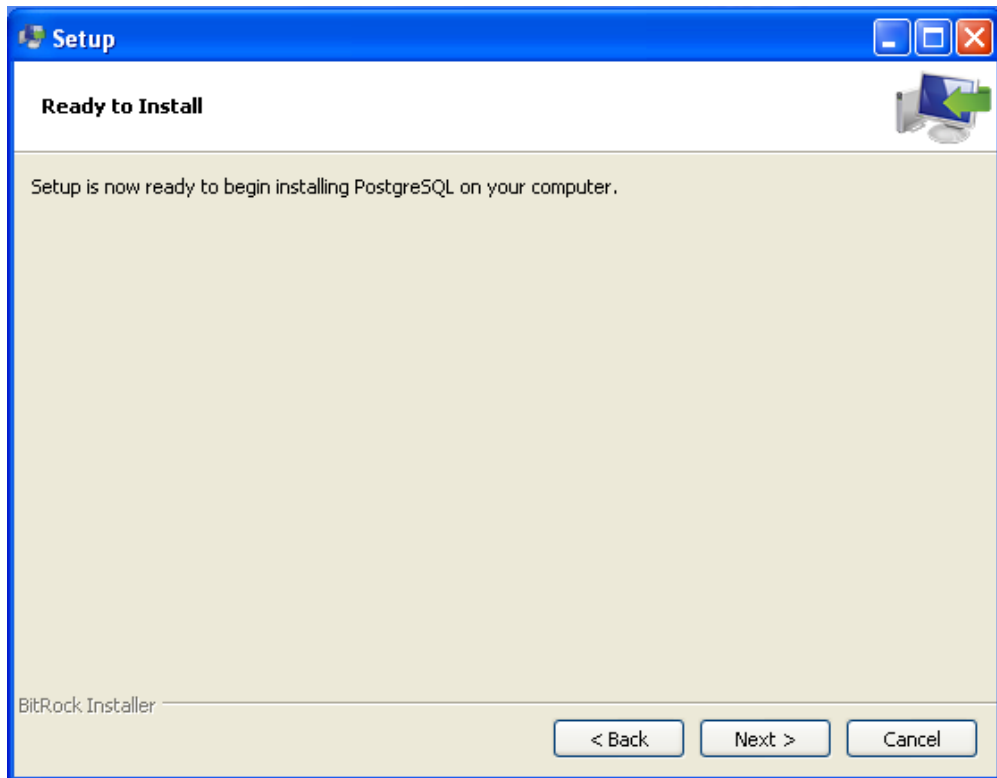 Setup
Ready to Install
Setup is now ready to begin installing PostgreSQL on your computer.
BitRock Installer
< Back Next > Cancel